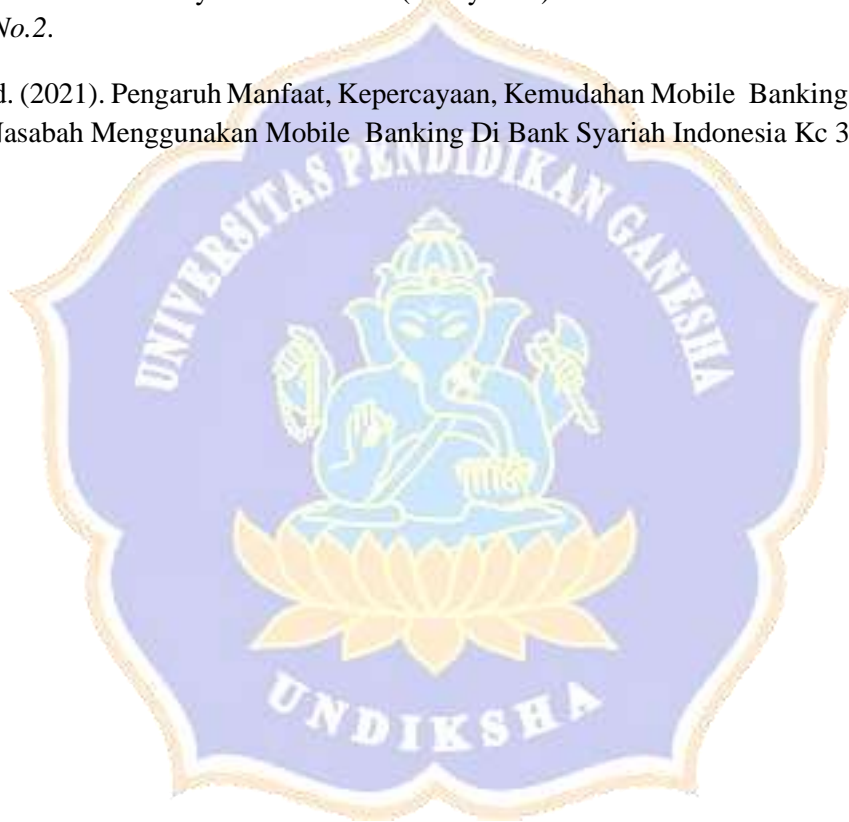 No.2.
d. (2021). Pengaruh Manfaat, Kepercayaan, Kemudahan Mobile Banking
Nasabah Menggunakan Mobile Banking Di Bank Syariah Indonesia Kc 3
UNIVERSITAS PENDIDIKAN GANESHA
UNDIKSHA